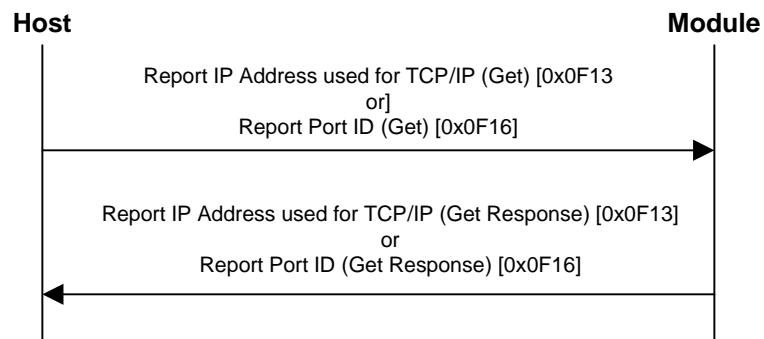 Host
Module
Report IP Address used for TCP/IP (Get) [0x0F13
or]
Report Port ID (Get) [0x0F16]
Report IP Address used for TCP/IP (Get Response) [0x0F13]
or
Report Port ID (Get Response) [0x0F16]